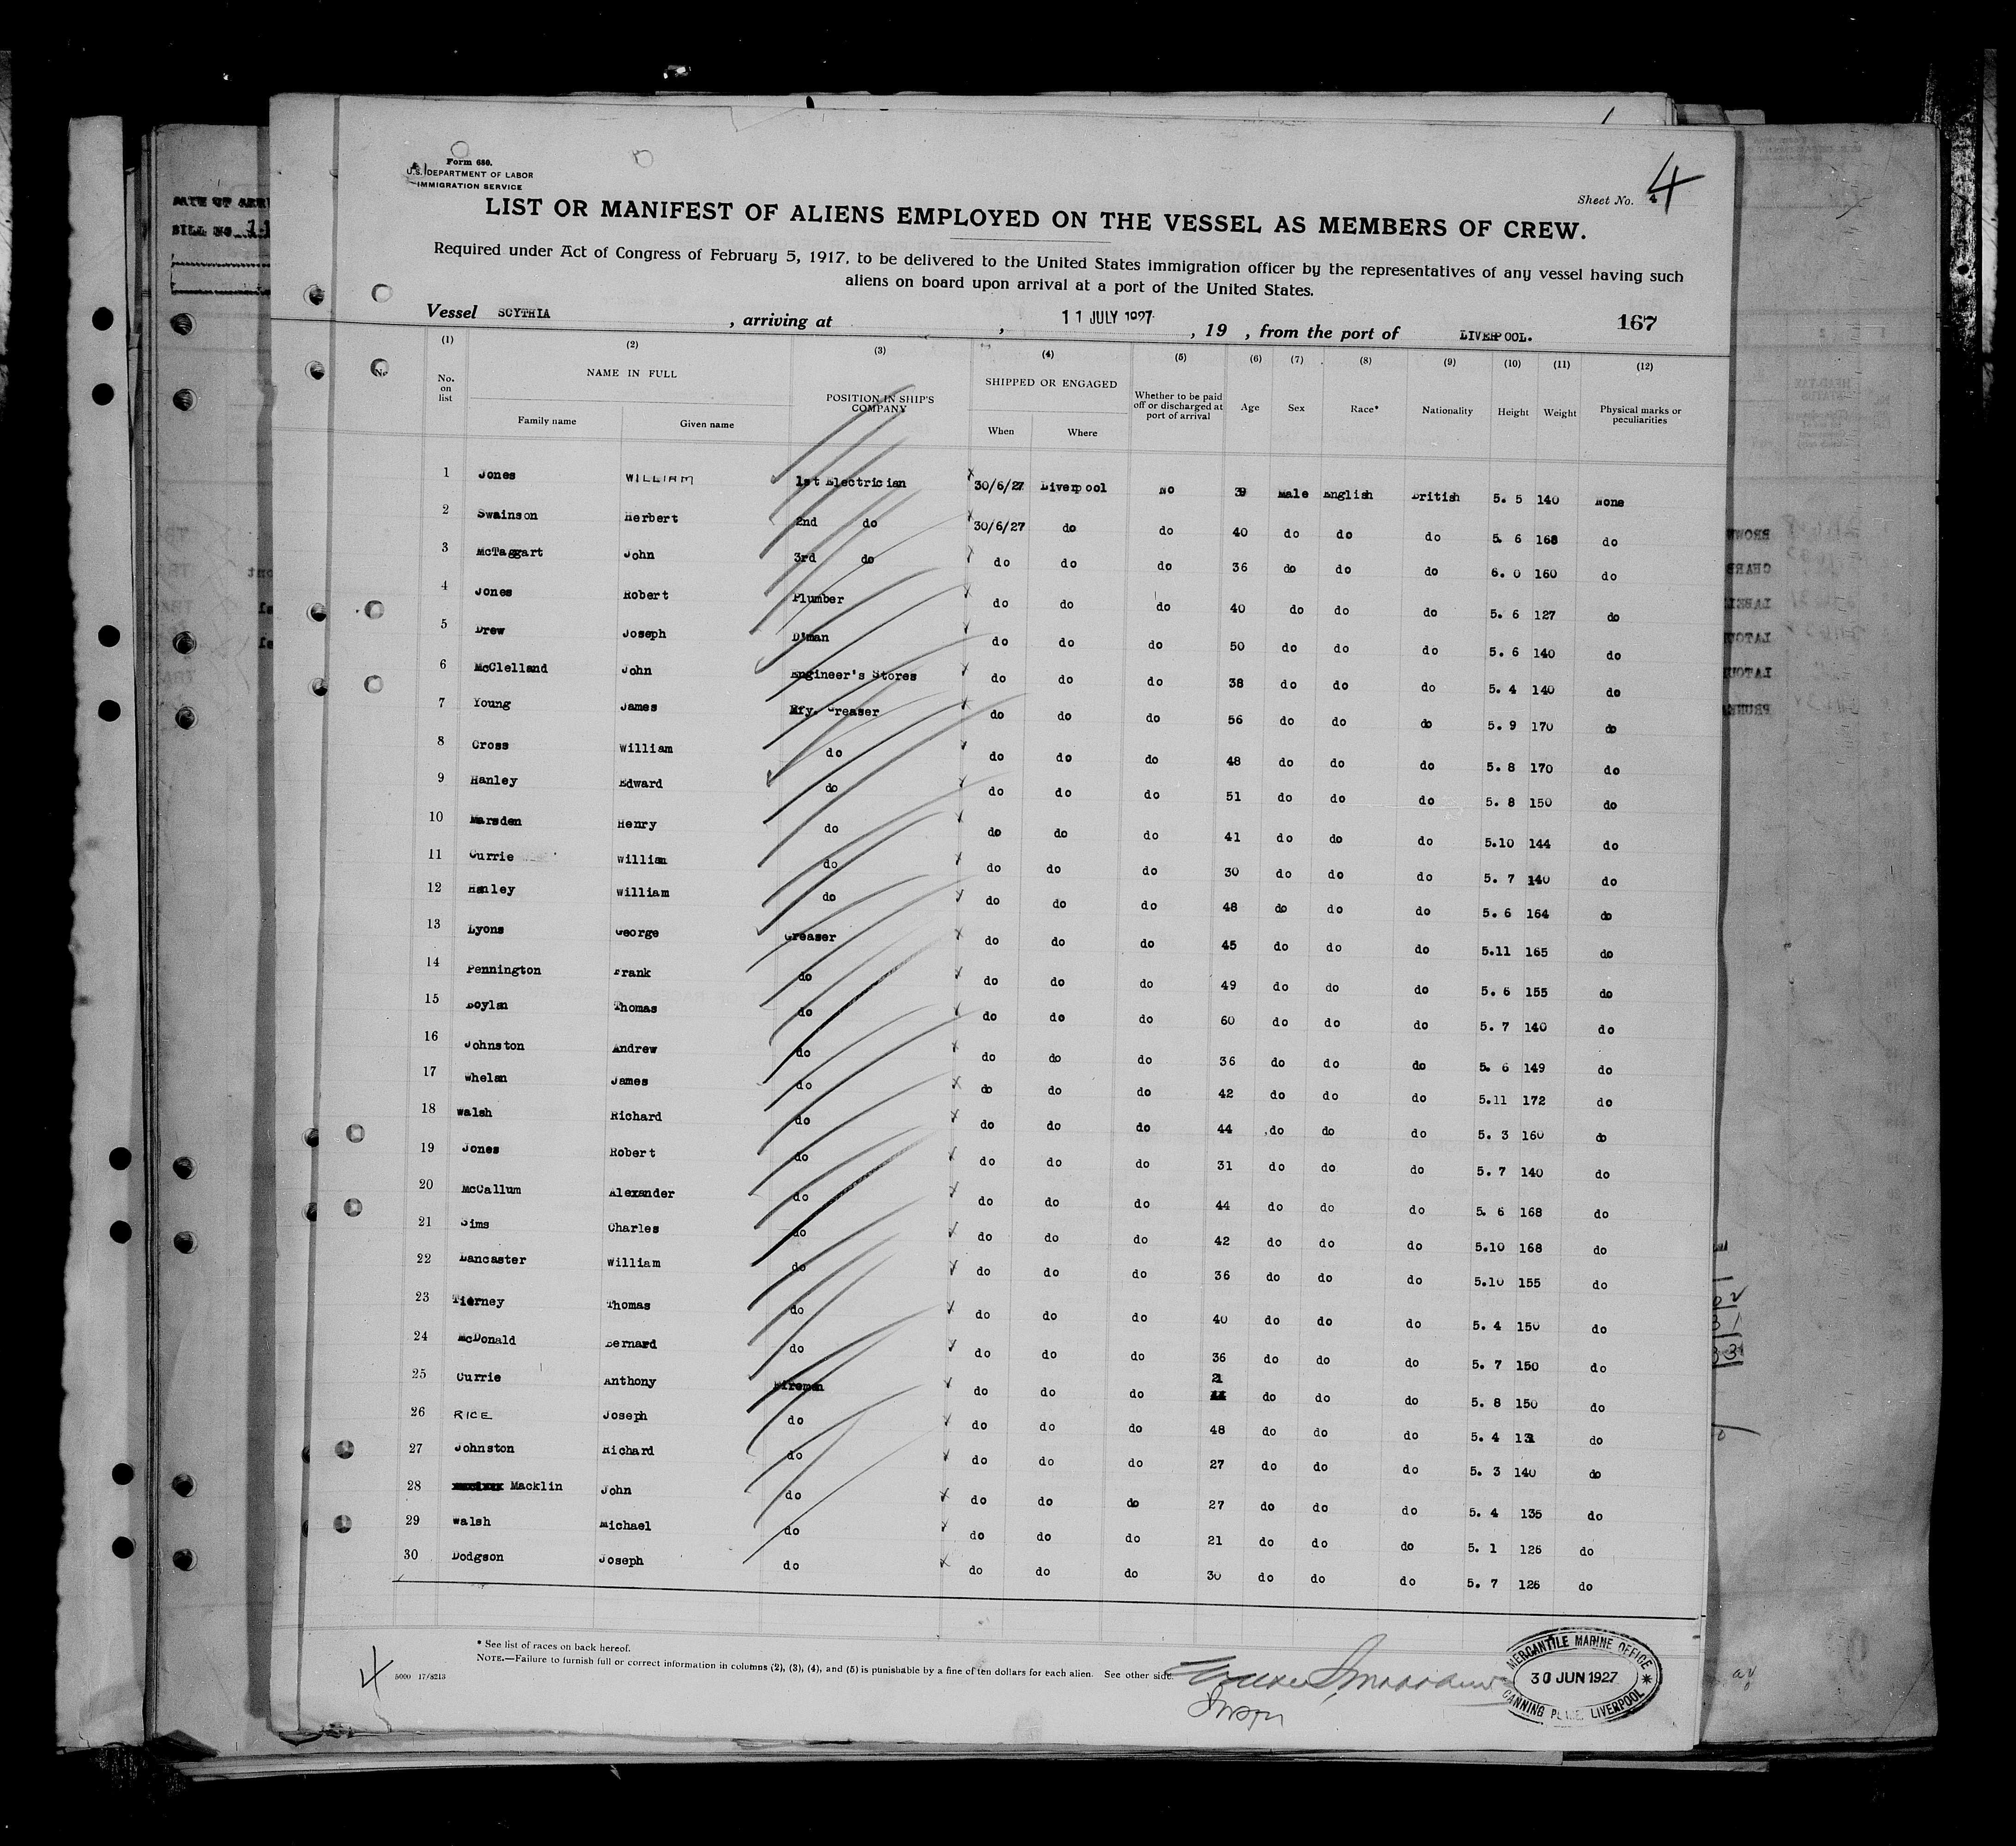 Form 680.
U.S. DEPARTMENT OF LABOR
IMMIGRATION SERVICE
Sheet No. 4
LIST OR MANIFEST OF ALIENS EMPLOYED ON THE VESSEL AS MEMBERS OF CREW.
Required under Act of Congress of February 5, 1917, to be delivered to the United States immigration officer by the representatives of any vessel having such
aliens on board upon arrival at a port of the United States.
Vessel SCYTHIA , arriving at , 11 JULY 1927 , 19 , from the port of LIVERPOOL. 167
(1) (2) (3) (4) (5) (6) (7) (8) (9) (10) (11) (12)
No. on list NAME IN FULL Family name Given name POSITION IN SHIP'S COMPANY SHIPPED OR ENGAGED When Where Whether to be paid off or discharged at port of arrival Age Sex Race* Nationality Height Weight Physical marks or peculiarities
1 Jones WILLIAM 1st Electrician 30/6/27 Liverpool No 39 Male English British 5. 5 140 None
2 Swainson Herbert 2nd do 30/6/27 do do 40 do do do 5. 6 168 do
3 McTaggart John 3rd do do do do 36 do do do 6. 0 160 do
4 Jones Robert Plumber do do do 40 do do do 5. 6 127 do
5 Drew Joseph D'man do do do 50 do do do 5. 6 140 do
6 McClelland John Engineer's Stores do do do 38 do do do 5. 4 140 do
7 Young James Rfy. Greaser do do do 56 do do do 5. 9 170 do
8 Cross William do do do do 48 do do do 5. 8 170 do
9 Hanley Edward do do do do 51 do do do 5. 8 150 do
10 Marsden Henry do do do do 41 do do do 5.10 144 do
11 Currie William do do do do 30 do do do 5. 7 140 do
12 Hanley William do do do do 48 do do do 5. 6 164 do
13 Lyons George Greaser do do do 45 do do do 5.11 165 do
14 Pennington Frank do do do do 49 do do do 5. 6 155 do
15 Boylan Thomas do do do do 60 do do do 5. 7 140 do
16 Johnston Andrew do do do do 36 do do do 5. 6 149 do
17 Whelan James do do do do 42 do do do 5.11 172 do
18 Walsh Richard do do do do 44 do do do 5. 3 160 do
19 Jones Robert do do do do 31 do do do 5. 7 140 do
20 McCallum Alexander do do do do 44 do do do 5. 6 168 do
21 Sims Charles do do do do 42 do do do 5.10 168 do
22 Lancaster William do do do do 36 do do do 5.10 155 do
23 Tierney Thomas do do do do 40 do do do 5. 4 150 do
24 McDonald Bernard do do do do 36 do do do 5. 7 150 do
25 Currie Anthony Fireman do do do 21 do do do 5. 8 150 do
26 RICE Joseph do do do do 48 do do do 5. 4 132 do
27 Johnston Richard do do do do 27 do do do 5. 3 140 do
28 Macklin John do do do do 27 do do do 5. 4 135 do
29 Walsh Michael do do do do 21 do do do 5. 1 126 do
30 Dodgson Joseph do do do do 30 do do do 5. 7 126 do
* See list of races on back hereof.
NOTE.—Failure to furnish full or correct information in columns (2), (3), (4), and (5) is punishable by a fine of ten dollars for each alien. See other side.
4
5000 17/8213
MERCANTILE MARINE OFFICE
30 JUN 1927
CANNING PLACE, LIVERPOOL
BILL NO.
BROWN